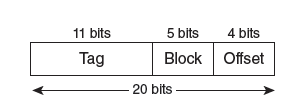 11 bits 5 bits 4 bits
Tag Block Offset
20 bits